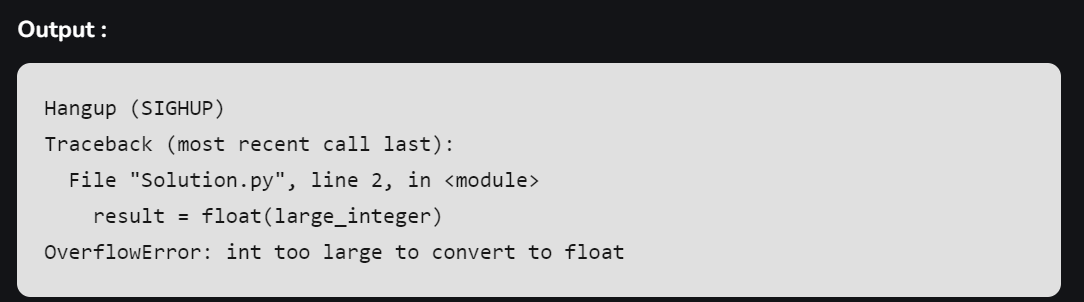 Output :
Hangup (SIGHUP)
Traceback (most recent call last):
  File "Solution.py", line 2, in <module>
    result = float(large_integer)
OverflowError: int too large to convert to float